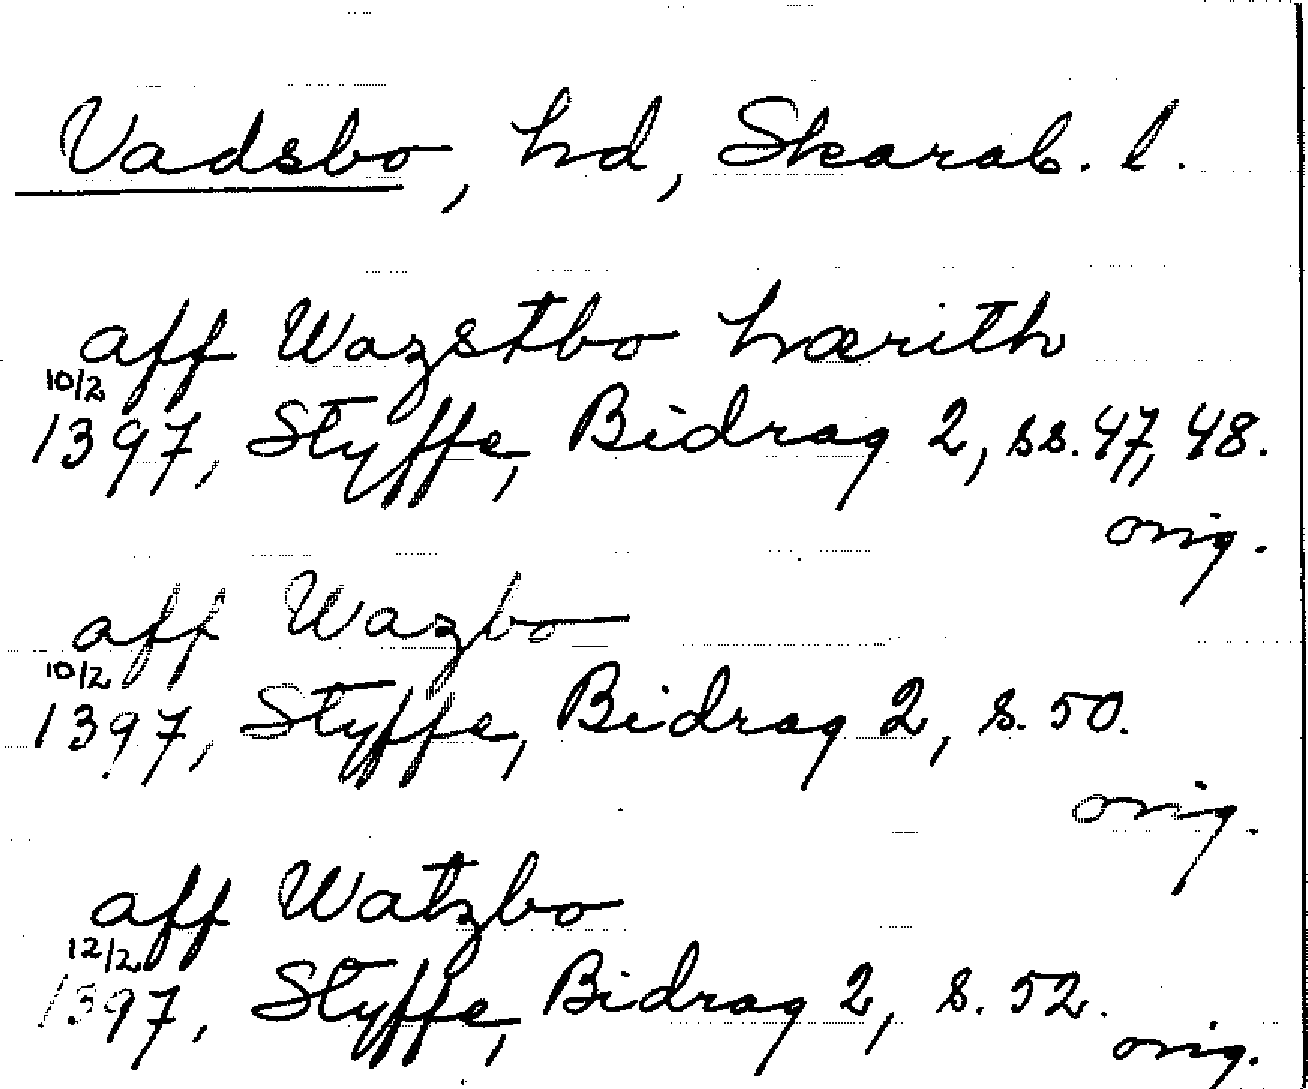 Vadsbo, hd, Skarab. l.
aff Wazstbo hærith
10/2
1397, Styffe, Bidrag 2, ss. 47, 48.
orig.
aff Wazbo
10/2
1397, Styffe, Bidrag 2, s. 50.
orig.
aff Watzbo
12/2
1397, Styffe, Bidrag 2, s. 52.
orig.